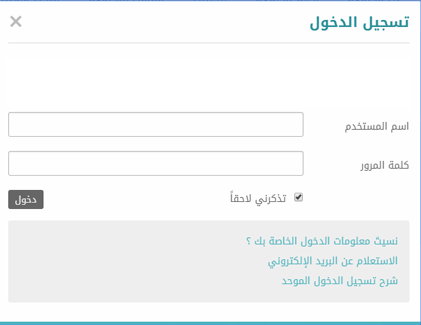 تسجيل الدخول
اسم المستخدم
كلمة المرور
تذكرني لاحقاً
دخول
نسيت معلومات الدخول الخاصة بك ؟
الاستعلام عن البريد الإلكتروني
شرح تسجيل الدخول الموحد